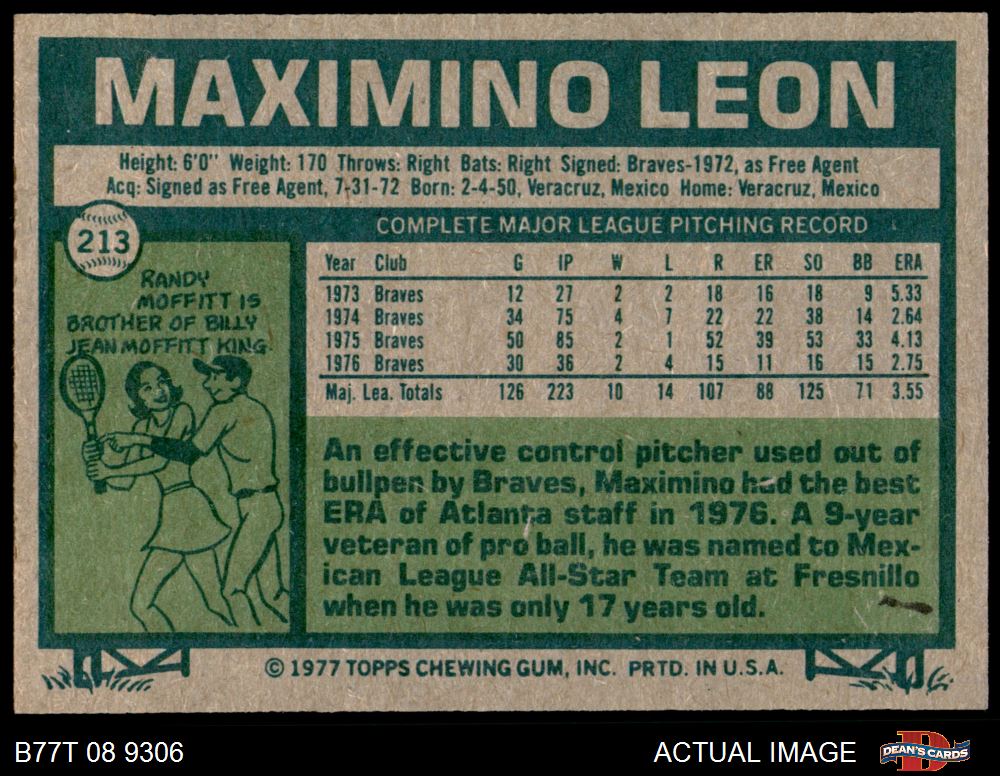 MAXIMINO LEON
Height: 6'0" Weight: 170 Throws: Right Bats: Right Signed: Braves-1972, as Free Agent
Acq: Signed as Free Agent, 7-31-72 Born: 2-4-50, Veracruz, Mexico Home: Veracruz, Mexico
213
RANDY
MOFFITT IS
BROTHER OF BILLY
JEAN MOFFITT KING.
COMPLETE MAJOR LEAGUE PITCHING RECORD
Year Club G IP W L R ER SO BB ERA
1973 Braves 12 27 2 2 18 16 18 9 5.33
1974 Braves 34 75 4 7 22 22 38 14 2.64
1975 Braves 50 85 2 1 52 39 53 33 4.13
1976 Braves 30 36 2 4 15 11 16 15 2.75
Maj. Lea. Totals 126 223 10 14 107 88 125 71 3.55
An effective control pitcher used out of
bullpen by Braves, Maximino had the best
ERA of Atlanta staff in 1976. A 9-year
veteran of pro ball, he was named to Mex-
ican League All-Star Team at Fresnillo
when he was only 17 years old.
© 1977 TOPPS CHEWING GUM, INC. PRTD. IN U.S.A.
B77T 08 9306
ACTUAL IMAGE
D
DEAN'S CARDS